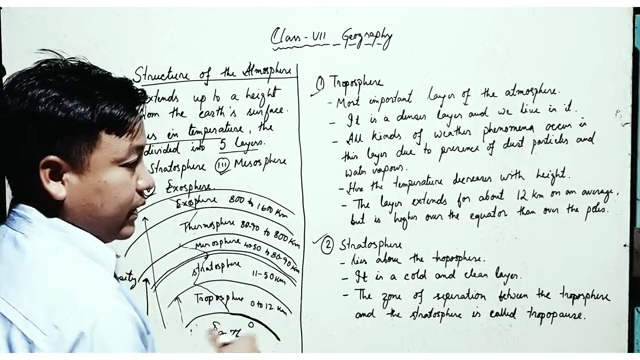 Class-VII Geography
Structure of the Atmosphere
Extends up to a height
from the earth's surface.
in temperature, the
divided into 5 layers.
Stratosphere (III) Mesosphere
Exosphere
Exosphere 800 to 1600 Km
Thermosphere 80-90 to 800 Km
Mesosphere 40-50 to 80-90 Km
Stratosphere 11-50 Km
Troposphere 0 to 12 Km
① Troposphere
- Most important layer of the atmosphere.
- It is a denser layer and we live in it.
- All kinds of weather phenomena occur in
this layer due to presence of dust particles and
water vapour.
- Here the temperature decreases with height.
- The layer extends for about 12 km on an average,
but is higher over the equator than over the poles.
② Stratosphere
- lies above the troposphere.
- It is a cold and clean layer.
- The zone of seperation between the troposphere
and the stratosphere is called tropopause.